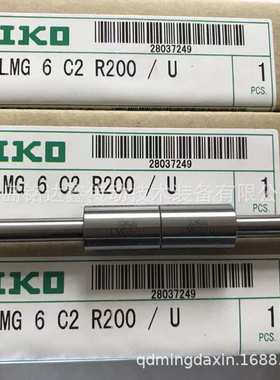 IKO
28037249
LMG 6 C2 R200 / U
1
PCS.
IKO
28037249
LMG 6 C2 R200 / U
1
PCS.
IKO
28037249
LMG 6 C2 R200 / U
1
PCS.
qdmingdaxin.1688.